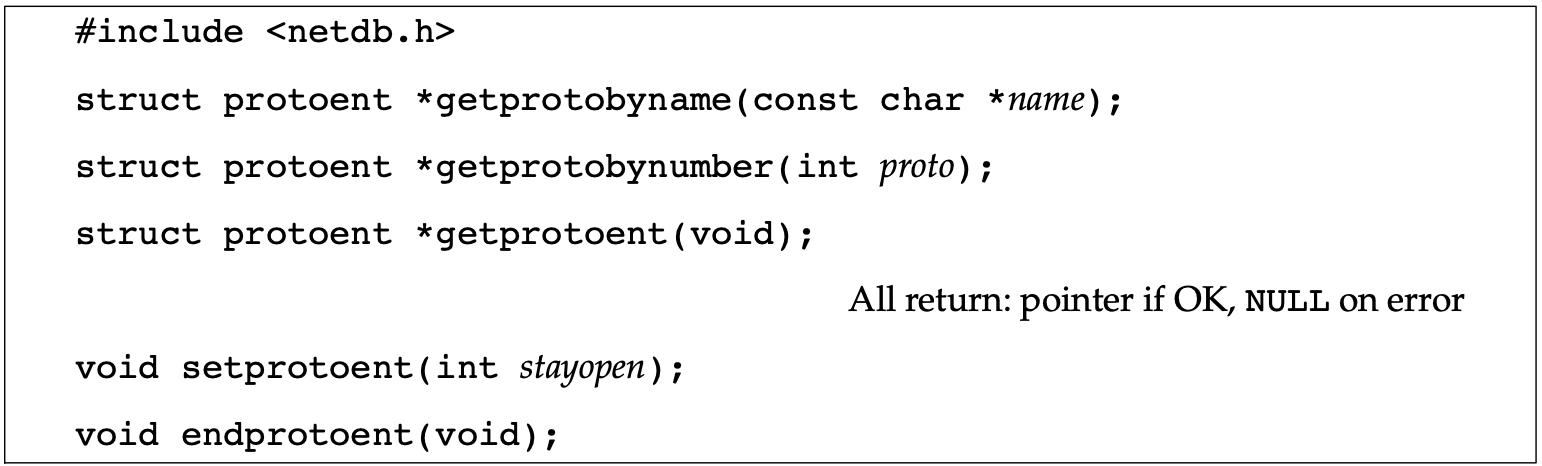 #include <netdb.h>
struct protoent *getprotobyname(const char *name);
struct protoent *getprotobynumber(int proto);
struct protoent *getprotoent(void);
All return: pointer if OK, NULL on error
void setprotoent(int stayopen);
void endprotoent(void);